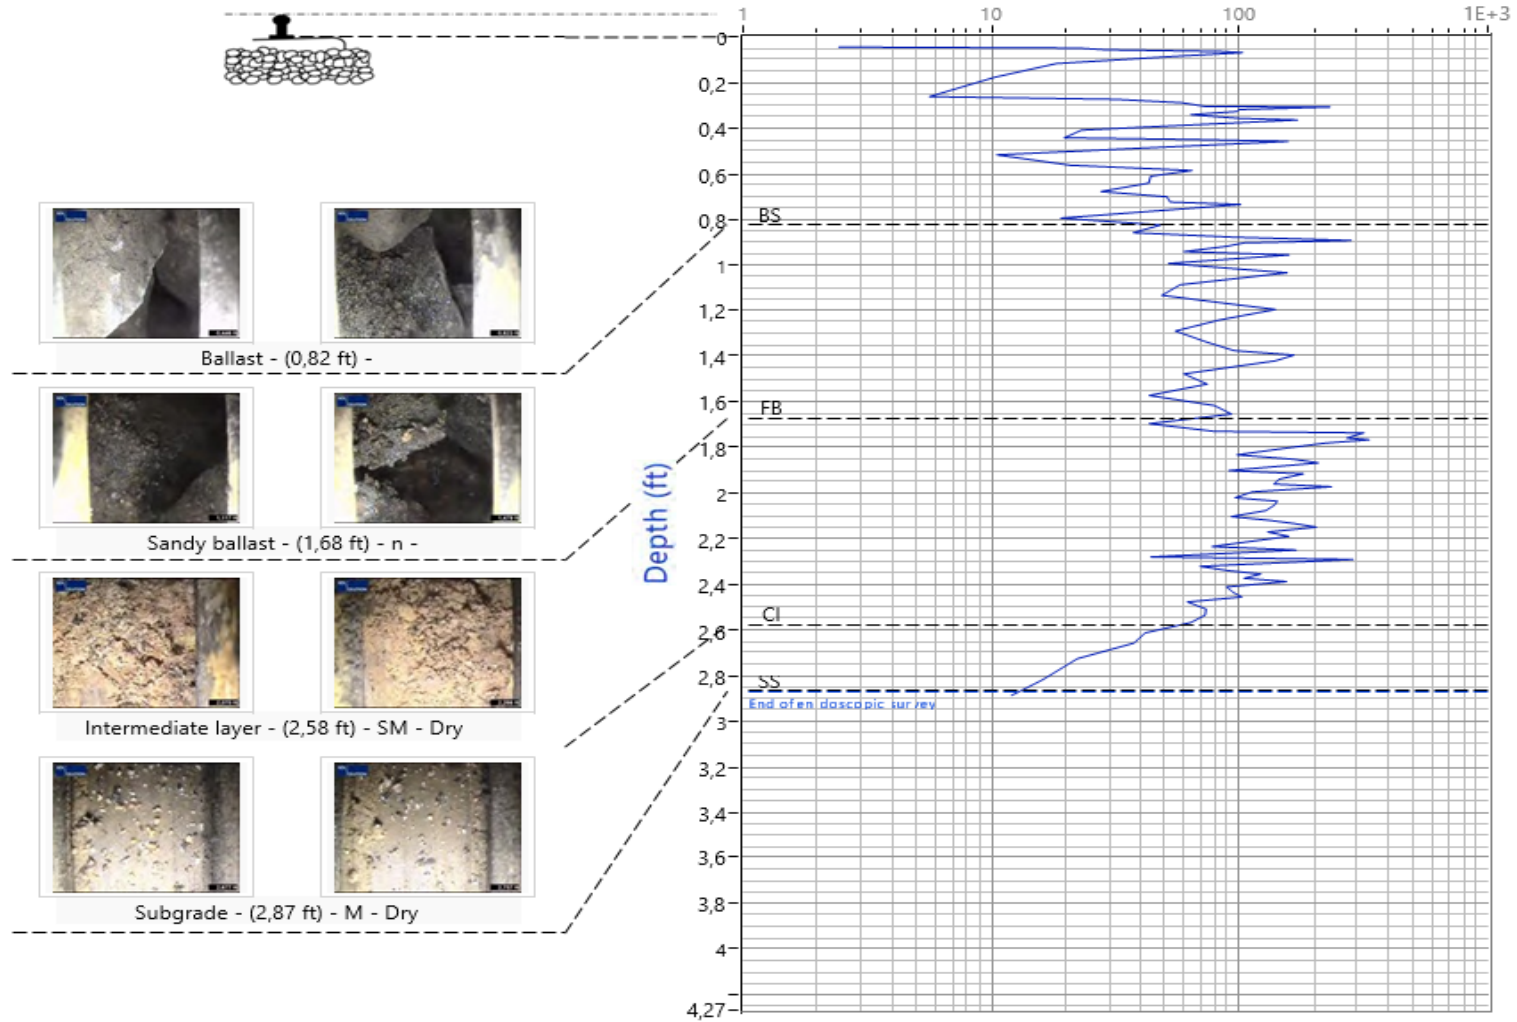 1 10 100 1E+3
0
0,2
0,4
0,6
0,8
BS
1
1,2
1,4
1,6
FB
1,8
2
2,2
2,4
CI
2,6
2,8
SS
End of endoscopic survey
3
3,2
3,4
3,6
3,8
4
4,27
Depth (ft)
Ballast - (0,82 ft) -
Sandy ballast - (1,68 ft) - n -
Intermediate layer - (2,58 ft) - SM - Dry
Subgrade - (2,87 ft) - M - Dry